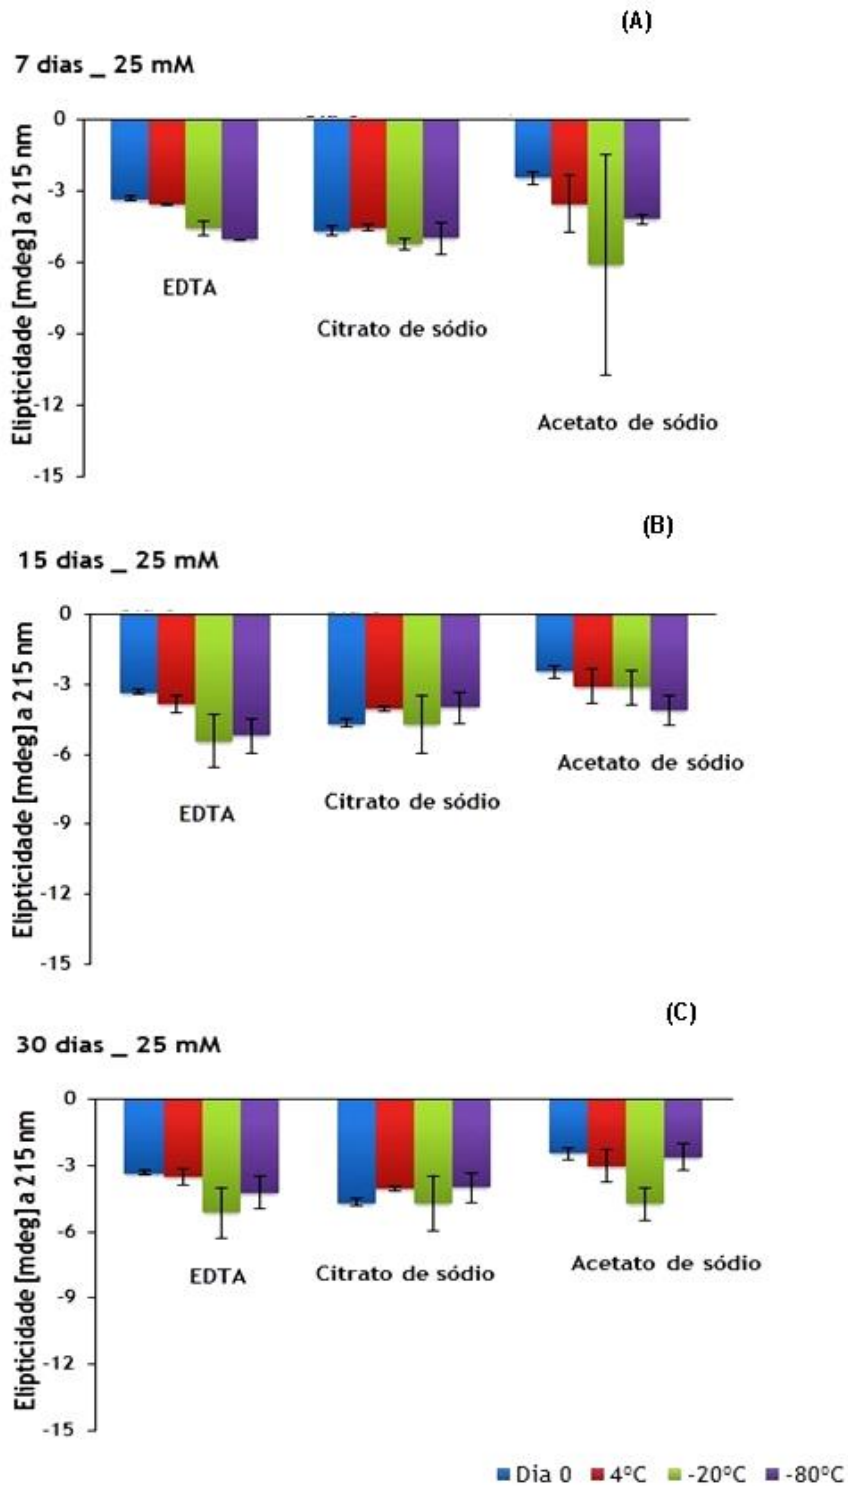 (A)
7 dias _ 25 mM
Elipticidade [mdeg] a 215 nm
0
-3
-6
-9
-12
-15
EDTA
Citrato de sódio
Acetato de sódio
(B)
15 dias _ 25 mM
Elipticidade [mdeg] a 215 nm
0
-3
-6
-9
-12
-15
EDTA
Citrato de sódio
Acetato de sódio
(C)
30 dias _ 25 mM
Elipticidade [mdeg] a 215 nm
0
-3
-6
-9
-12
-15
EDTA
Citrato de sódio
Acetato de sódio
Dia 0 4ºC -20ºC -80ºC